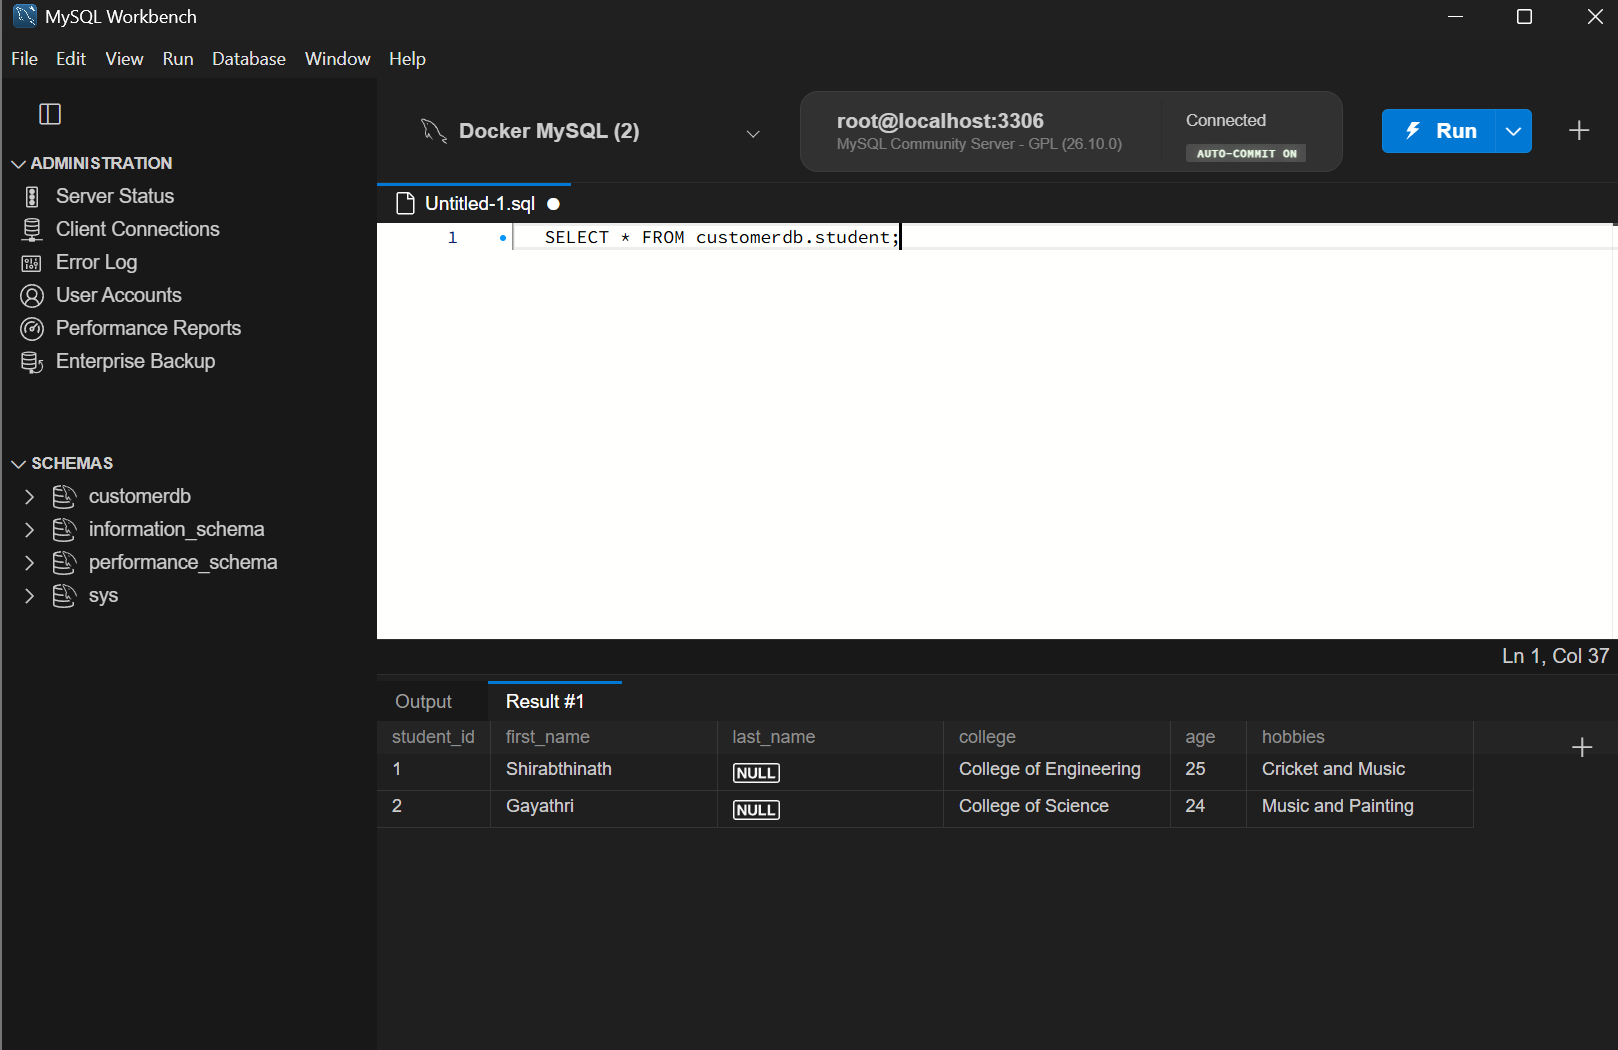 MySQL Workbench
File Edit View Run Database Window Help
Docker MySQL (2)
root@localhost:3306
MySQL Community Server - GPL (26.10.0)
Connected
AUTO-COMMIT ON
Run
ADMINISTRATION
Server Status
Client Connections
Error Log
User Accounts
Performance Reports
Enterprise Backup
SCHEMAS
customerdb
information_schema
performance_schema
sys
Untitled-1.sql
1 SELECT * FROM customerdb.student;
Ln 1, Col 37
Output Result #1
student_id first_name last_name college age hobbies
1 Shirabthinath NULL College of Engineering 25 Cricket and Music
2 Gayathri NULL College of Science 24 Music and Painting